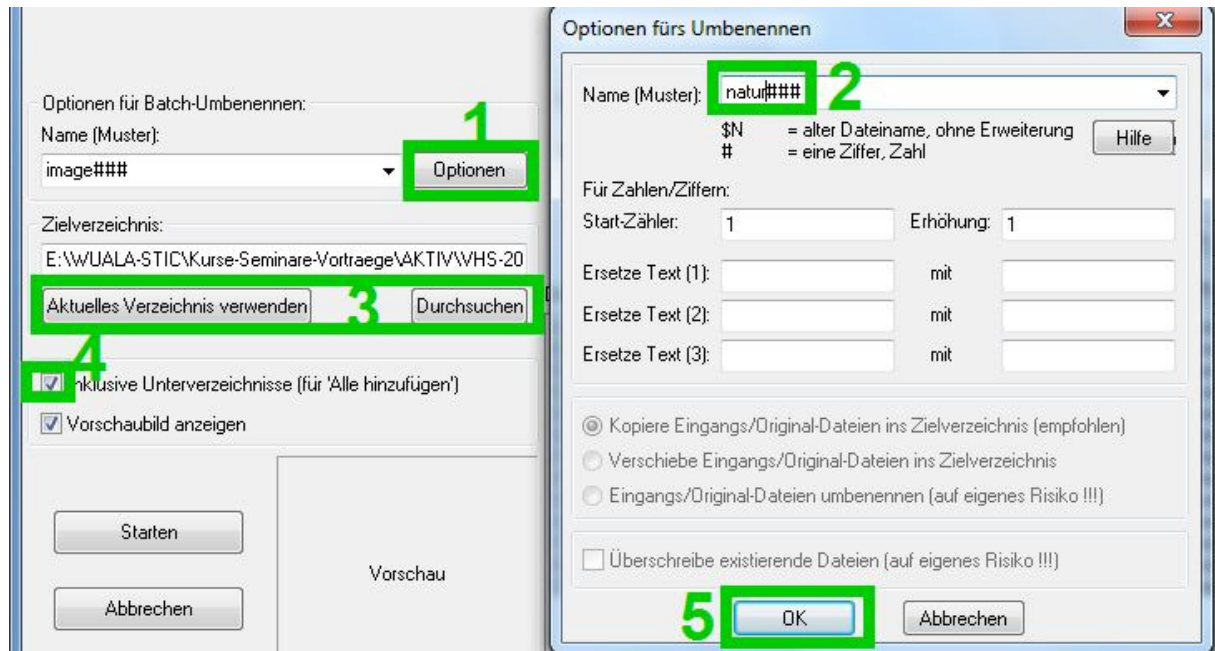 Optionen für Batch-Umbenennen:
Name (Muster):
1
image###
Optionen
Zielverzeichnis:
E:\WUALA-STIC\Kurse-Seminare-Vortraege\AKTIV\VHS-20
Aktuelles Verzeichnis verwenden
3
Durchsuchen
4
Inklusive Unterverzeichnisse (für 'Alle hinzufügen')
Vorschaubild anzeigen
Starten
Vorschau
Abbrechen
Optionen fürs Umbenennen
Name (Muster): natur### 2
$N = alter Dateiname, ohne Erweiterung
# = eine Ziffer, Zahl
Hilfe
Für Zahlen/Ziffern:
Start-Zähler: 1 Erhöhung: 1
Ersetze Text (1): mit
Ersetze Text (2): mit
Ersetze Text (3): mit
Kopiere Eingangs/Original-Dateien ins Zielverzeichnis (empfohlen)
Verschiebe Eingangs/Original-Dateien ins Zielverzeichnis
Eingangs/Original-Dateien umbenennen (auf eigenes Risiko !!!)
Überschreibe existierende Dateien (auf eigenes Risiko !!!)
5 OK Abbrechen